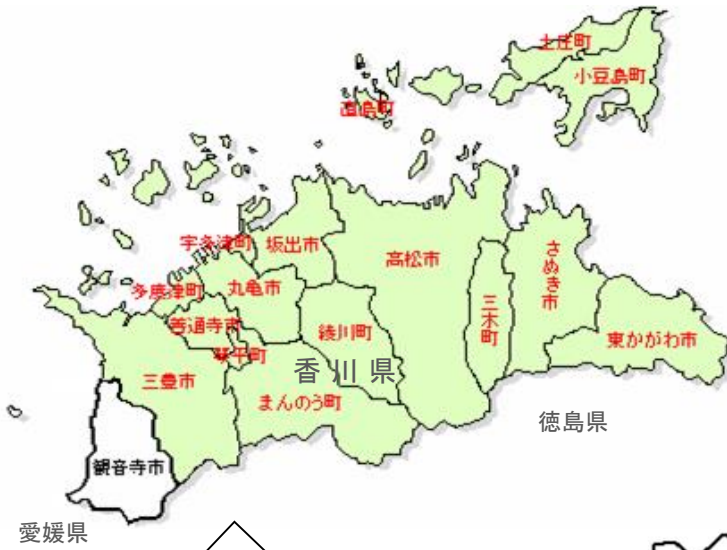 土庄町
小豆島町
直島町
宇多津町
坂出市
高松市
さぬき市
多度津町
丸亀市
三木町
善通寺市
綾川町
東かがわ市
琴平町
香川県
三豊市
まんのう町
徳島県
観音寺市
愛媛県